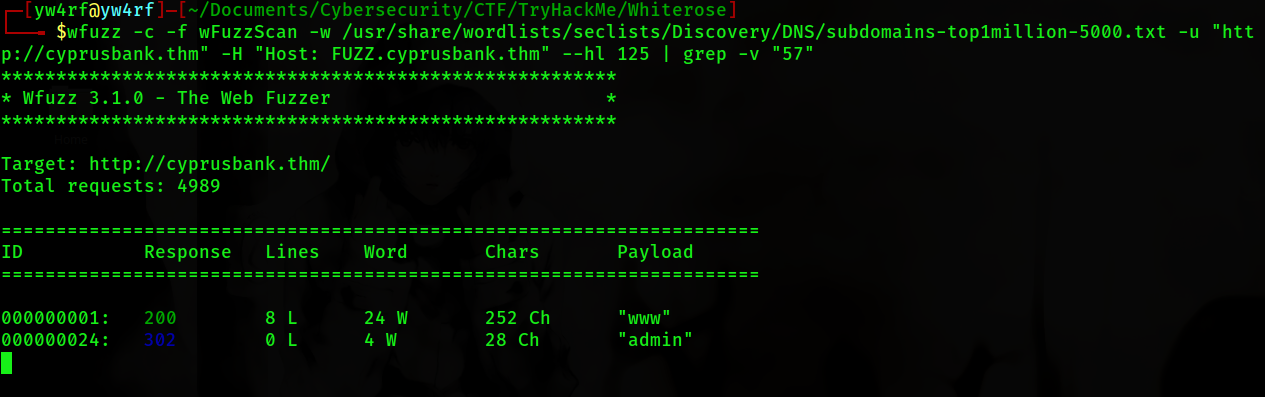 ┌─[yw4rf@yw4rf]─[~/Documents/Cybersecurity/CTF/TryHackMe/Whiterose]
└──╼ $wfuzz -c -f wFuzzScan -w /usr/share/wordlists/seclists/Discovery/DNS/subdomains-top1million-5000.txt -u "htt
p://cyprusbank.thm" -H "Host: FUZZ.cyprusbank.thm" --hl 125 | grep -v "57"
********************************************************
* Wfuzz 3.1.0 - The Web Fuzzer                         *
********************************************************
Target: http://cyprusbank.thm/
Total requests: 4989
=====================================================================
ID           Response   Lines    Word       Chars       Payload
=====================================================================
000000001:   200        8 L      24 W       252 Ch      "www"
000000024:   302        0 L      4 W        28 Ch       "admin"